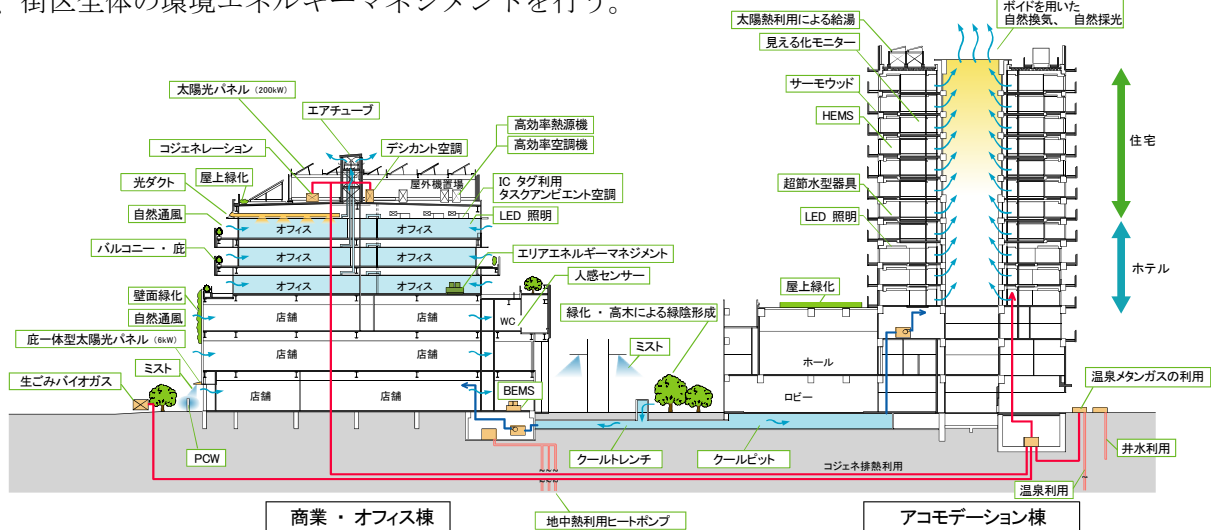 街区全体の環境エネルギーマネジメントを行う。
ボイドを用いた
自然換気、 自然採光
太陽熱利用による給湯
見える化モニター
サーモウッド
HEMS
超節水型器具
LED 照明
住宅
ホテル
太陽光パネル (200kW)
エアチューブ
コジェネレーション
デシカント空調
高効率熱源機
高効率空調機
光ダクト
屋上緑化
屋外機置場
IC タグ利用
タスクアンビエント空調
自然通風
LED 照明
オフィス
オフィス
バルコニー ・ 庇
オフィス
オフィス
エリアエネルギーマネジメント
人感センサー
オフィス
オフィス
壁面緑化
自然通風
店舗
店舗
WC
屋上緑化
緑化 ・ 高木による緑陰形成
庇一体型太陽光パネル (6kW)
店舗
店舗
ミスト
ミスト
ホール
生ごみバイオガス
店舗
店舗
BEMS
ロビー
温泉メタンガスの利用
PCW
クールトレンチ
クールピット
コジェネ排熱利用
井水利用
温泉利用
地中熱利用ヒートポンプ
商業 ・ オフィス棟
アコモデーション棟